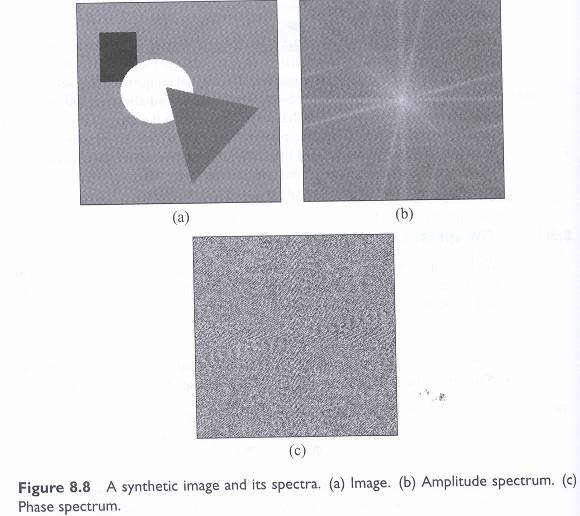 (a)
(b)
(c)
Figure 8.8 A synthetic image and its spectra. (a) Image. (b) Amplitude spectrum. (c)
Phase spectrum.